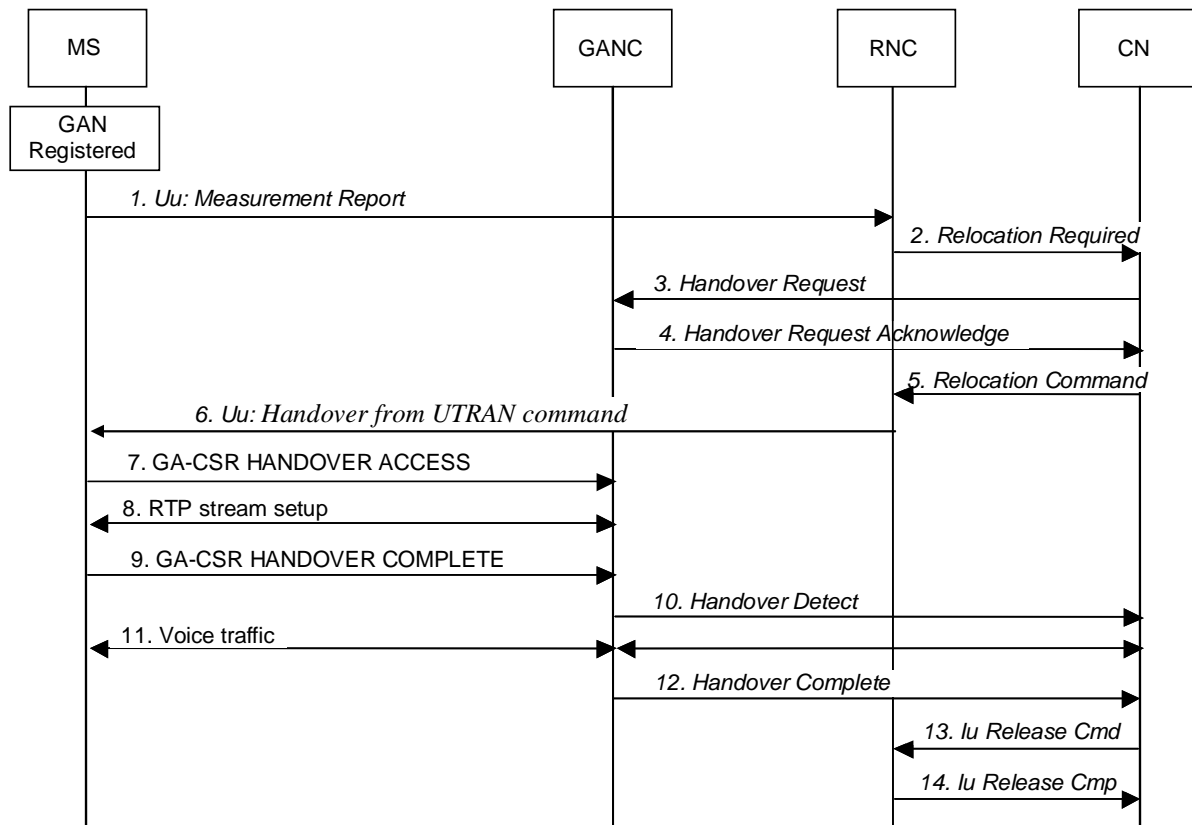 MS
GANC
RNC
CN
GAN
Registered
1. Uu: Measurement Report
2. Relocation Required
3. Handover Request
4. Handover Request Acknowledge
5. Relocation Command
6. Uu: Handover from UTRAN command
7. GA-CSR HANDOVER ACCESS
8. RTP stream setup
9. GA-CSR HANDOVER COMPLETE
10. Handover Detect
11. Voice traffic
12. Handover Complete
13. Iu Release Cmd
14. Iu Release Cmp